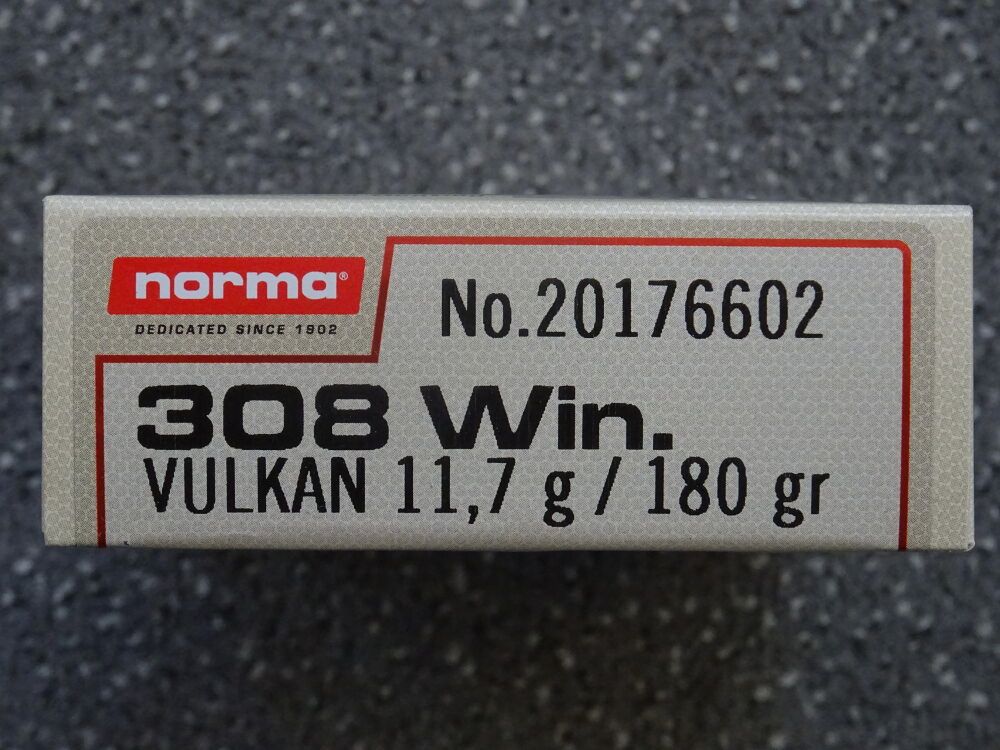 norma®
DEDICATED SINCE 1902
No.20176602
308 Win.
VULKAN 11,7 g / 180 gr